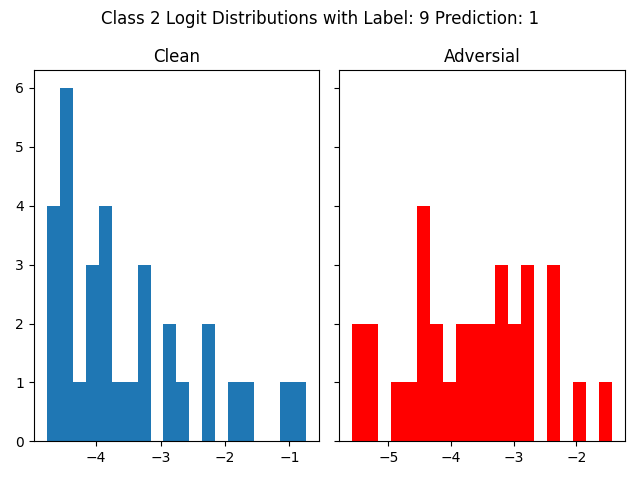 Class 2 Logit Distributions with Label: 9 Prediction: 1
Clean
Adversial
6
5
4
3
2
1
0
−4 −3 −2 −1
−5 −4 −3 −2